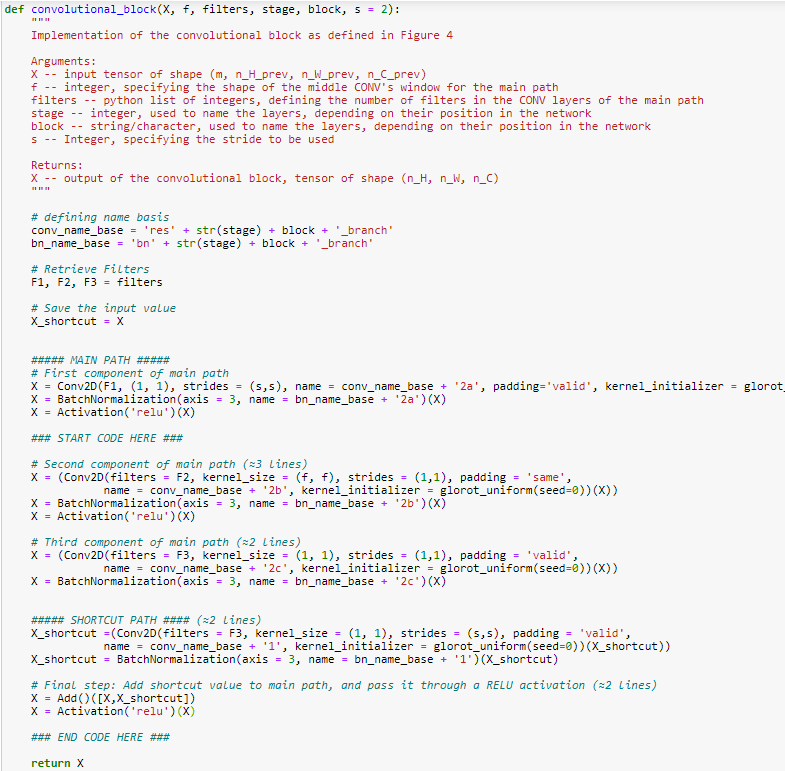 def convolutional_block(X, f, filters, stage, block, s = 2):
"""
Implementation of the convolutional block as defined in Figure 4
Arguments:
X -- input tensor of shape (m, n_H_prev, n_W_prev, n_C_prev)
f -- integer, specifying the shape of the middle CONV's window for the main path
filters -- python list of integers, defining the number of filters in the CONV layers of the main path
stage -- integer, used to name the layers, depending on their position in the network
block -- string/character, used to name the layers, depending on their position in the network
s -- Integer, specifying the stride to be used
Returns:
X -- output of the convolutional block, tensor of shape (n_H, n_W, n_C)
"""
# defining name basis
conv_name_base = 'res' + str(stage) + block + '_branch'
bn_name_base = 'bn' + str(stage) + block + '_branch'
# Retrieve Filters
F1, F2, F3 = filters
# Save the input value
X_shortcut = X
##### MAIN PATH #####
# First component of main path
X = Conv2D(F1, (1, 1), strides = (s,s), name = conv_name_base + '2a', padding='valid', kernel_initializer = glorot_
X = BatchNormalization(axis = 3, name = bn_name_base + '2a')(X)
X = Activation('relu')(X)
### START CODE HERE ###
# Second component of main path (≈3 lines)
X = (Conv2D(filters = F2, kernel_size = (f, f), strides = (1,1), padding = 'same',
name = conv_name_base + '2b', kernel_initializer = glorot_uniform(seed=0))(X))
X = BatchNormalization(axis = 3, name = bn_name_base + '2b')(X)
X = Activation('relu')(X)
# Third component of main path (≈2 lines)
X = (Conv2D(filters = F3, kernel_size = (1, 1), strides = (1,1), padding = 'valid',
name = conv_name_base + '2c', kernel_initializer = glorot_uniform(seed=0))(X))
X = BatchNormalization(axis = 3, name = bn_name_base + '2c')(X)
##### SHORTCUT PATH #### (≈2 lines)
X_shortcut =(Conv2D(filters = F3, kernel_size = (1, 1), strides = (s,s), padding = 'valid',
name = conv_name_base + '1', kernel_initializer = glorot_uniform(seed=0))(X_shortcut))
X_shortcut = BatchNormalization(axis = 3, name = bn_name_base + '1')(X_shortcut)
# Final step: Add shortcut value to main path, and pass it through a RELU activation (≈2 lines)
X = Add()([X,X_shortcut])
X = Activation('relu')(X)
### END CODE HERE ###
return X